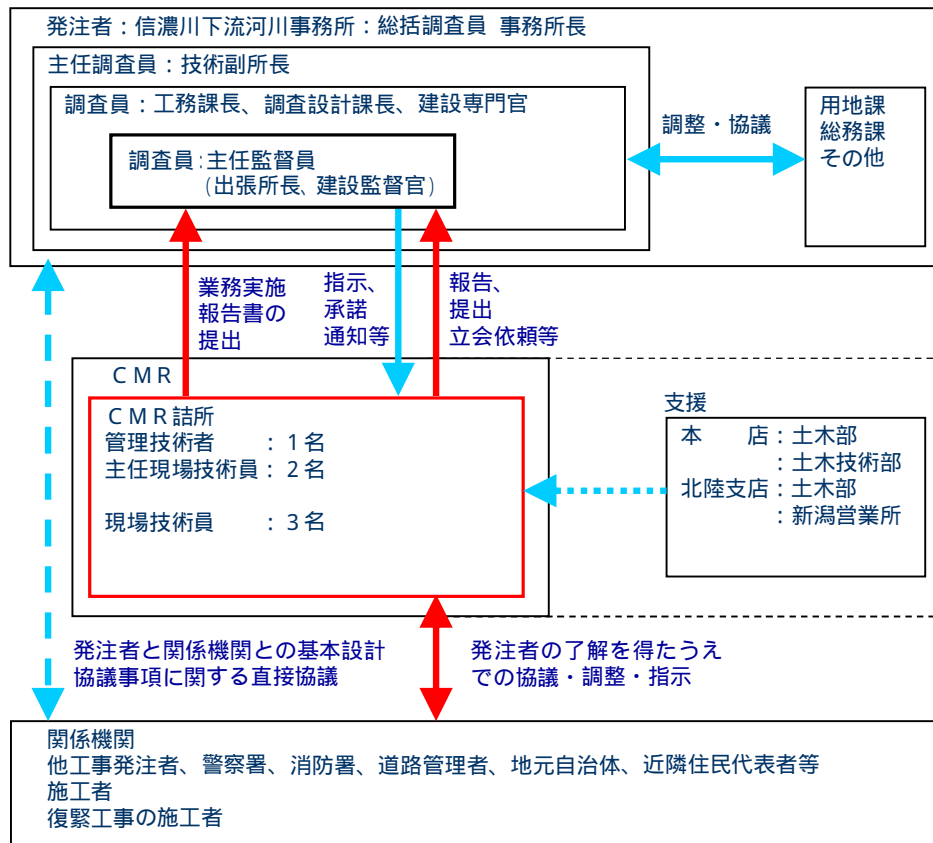 発注者：信濃川下流河川事務所：総括調査員 事務所長
主任調査員：技術副所長
調査員：工務課長、調査設計課長、建設専門官
調査員：主任監督員
（出張所長、建設監督官）
調整・協議
用地課
総務課
その他
業務実施
報告書の
提出
指示、
承諾
通知等
報告、
提出
立会依頼等
ＣＭＲ
ＣＭＲ詰所
管理技術者　　：１名
主任現場技術員：２名
現場技術員　　：３名
支援
本　　店：土木部
：土木技術部
北陸支店：土木部
：新潟営業所
発注者と関係機関との基本設計
協議事項に関する直接協議
発注者の了解を得たうえ
での協議・調整・指示
関係機関
他工事発注者、警察署、消防署、道路管理者、地元自治体、近隣住民代表者等
施工者
復緊工事の施工者